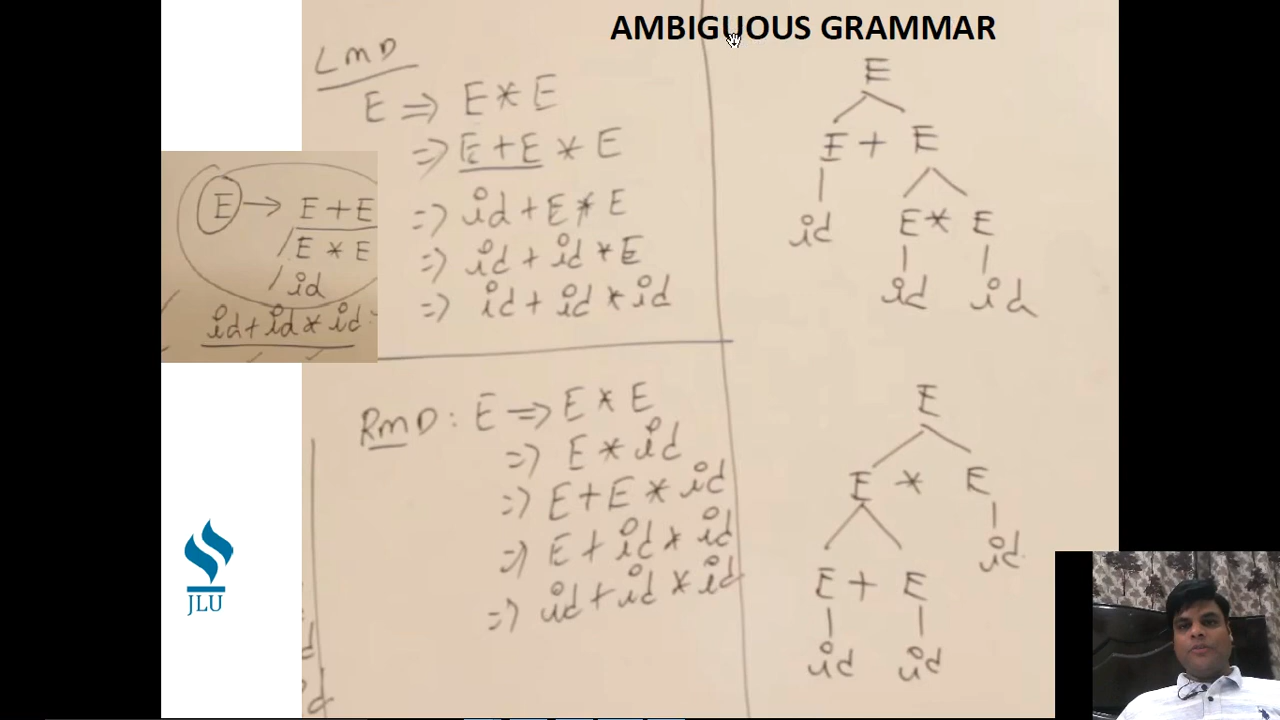 AMBIGUOUS GRAMMAR
LMD
E => E * E
=> E + E * E
=> id + E * E
=> id + id * E
=> id + id * id
E → E + E
/ E * E
/ id
id + id * id
E
E + E
id E * E
id id
RMD : E => E * E
=> E * id
=> E + E * id
=> E + id * id
=> id + id * id
E
E * E
E + E id
id id
JLU